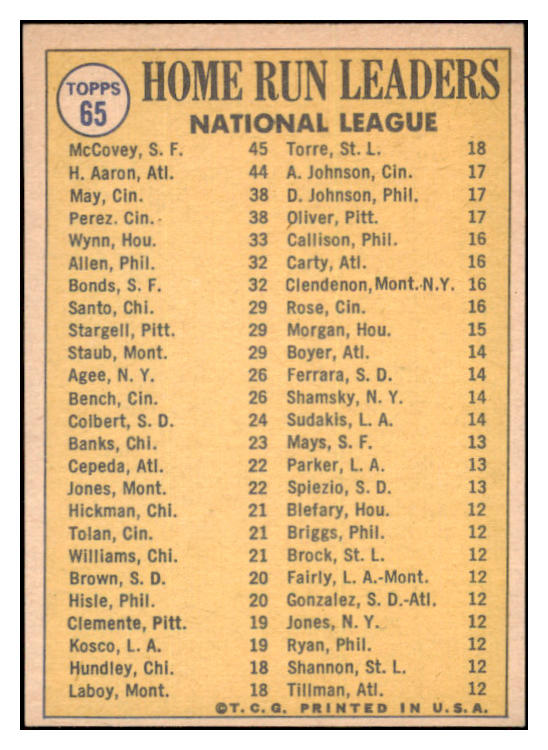 TOPPS
65
HOME RUN LEADERS
NATIONAL LEAGUE
McCovey, S. F. 45
H. Aaron, Atl. 44
May, Cin. 38
Perez. Cin. 38
Wynn, Hou. 33
Allen, Phil. 32
Bonds, S. F. 32
Santo, Chi. 29
Stargell, Pitt. 29
Staub, Mont. 29
Agee, N. Y. 26
Bench, Cin. 26
Colbert, S. D. 24
Banks, Chi. 23
Cepeda, Atl. 22
Jones, Mont. 22
Hickman, Chi. 21
Tolan, Cin. 21
Williams, Chi. 21
Brown, S. D. 20
Hisle, Phil. 20
Clemente, Pitt. 19
Kosco, L. A. 19
Hundley, Chi. 18
Laboy, Mont. 18
Torre, St. L. 18
A. Johnson, Cin. 17
D. Johnson, Phil. 17
Oliver, Pitt. 17
Callison, Phil. 16
Carty, Atl. 16
Clendenon, Mont.-N.Y. 16
Rose, Cin. 16
Morgan, Hou. 15
Boyer, Atl. 14
Ferrara, S. D. 14
Shamsky, N. Y. 14
Sudakis, L. A. 14
Mays, S. F. 13
Parker, L. A. 13
Spiezio, S. D. 13
Blefary, Hou. 12
Briggs, Phil. 12
Brock, St. L. 12
Fairly, L. A.-Mont. 12
Gonzalez, S. D.-Atl. 12
Jones, N. Y. 12
Ryan, Phil. 12
Shannon, St. L. 12
Tillman, Atl. 12
©T. C. G. PRINTED IN U. S. A.